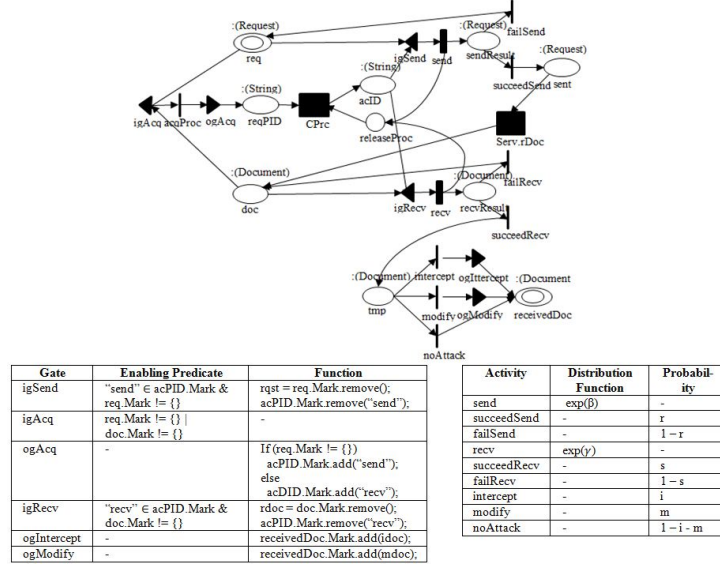 :(Request)
failSend
req
igSend
send
:(Request)
sendResult
:(Request)
succeedSend
sent
:(String)
acID
:(String)
igAcq
acqProc
ogAcq
reqPID
CPrc
releaseProc
Serv.rDoc
:(Document)
doc
igRecv
recv
:(Document)
recvResult
failRecv
succeedRecv
:(Document)
tmp
intercept
ogIttercept
:(Document
modify
ogModify
receivedDoc
noAttack
Gate Enabling Predicate Function
igSend “send” ∈ acPID.Mark & rqst = req.Mark.remove();
req.Mark != {} acPID.Mark.remove(“send”);
igAcq req.Mark != {} | -
doc.Mark != {}
ogAcq - If (req.Mark != {})
acPID.Mark.add(“send”);
else
acDID.Mark.add(“recv”);
igRecv “recv” ∈ acPID.Mark & rdoc = doc.Mark.remove();
doc.Mark != {} acPID.Mark.remove(“recv”);
ogIntercept - receivedDoc.Mark.add(idoc);
ogModify - receivedDoc.Mark.add(mdoc);
Activity Distribution Probabil-
Function ity
send exp(β) -
succeedSend - r
failSend - 1 – r
recv exp(γ) -
succeedRecv - s
failRecv - 1 – s
intercept - i
modify - m
noAttack - 1 – i - m